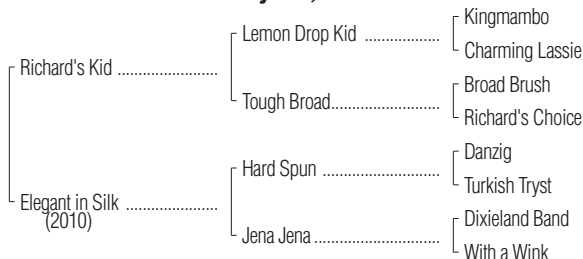 Kingmambo
Lemon Drop Kid ..................
Charming Lassie
Richard's Kid ........................
Broad Brush
Tough Broad..........................
Richard's Choice
Danzig
Hard Spun ............................
Turkish Tryst
Elegant in Silk ......................
(2010)
Dixieland Band
Jena Jena ..............................
With a Wink